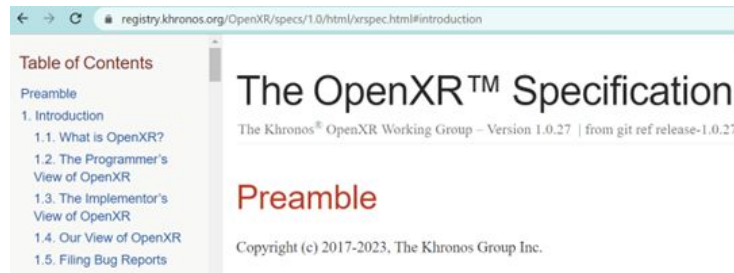 registry.khronos.org/OpenXR/specs/1.0/html/xrspec.html#introduction
Table of Contents
Preamble
1. Introduction
1.1. What is OpenXR?
1.2. The Programmer's
View of OpenXR
1.3. The Implementor's
View of OpenXR
1.4. Our View of OpenXR
1.5. Filing Bug Reports
The OpenXR™ Specification
The Khronos® OpenXR Working Group – Version 1.0.27 | from git ref release-1.0.27
Preamble
Copyright (c) 2017-2023, The Khronos Group Inc.